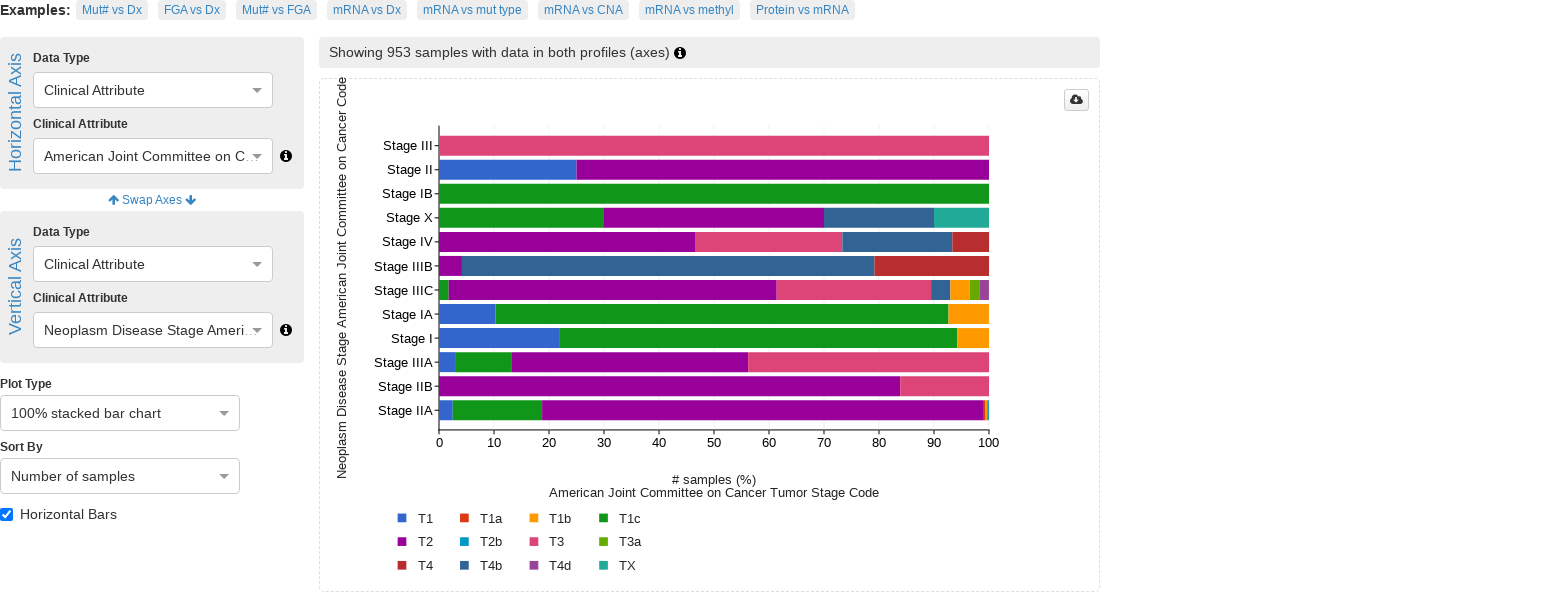 Examples: Mut# vs Dx FGA vs Dx Mut# vs FGA mRNA vs Dx mRNA vs mut type mRNA vs CNA mRNA vs methyl Protein vs mRNA
Horizontal Axis
Data Type
Clinical Attribute
Clinical Attribute
American Joint Committee on C...
Swap Axes
Vertical Axis
Data Type
Clinical Attribute
Clinical Attribute
Neoplasm Disease Stage Ameri...
Plot Type
100% stacked bar chart
Sort By
Number of samples
Horizontal Bars
Showing 953 samples with data in both profiles (axes)
Neoplasm Disease Stage American Joint Committee on Cancer Code
Stage III
Stage II
Stage IB
Stage X
Stage IV
Stage IIIB
Stage IIIC
Stage IA
Stage I
Stage IIIA
Stage IIB
Stage IIA
0 10 20 30 40 50 60 70 80 90 100
# samples (%)
American Joint Committee on Cancer Tumor Stage Code
T1 T1a T1b T1c
T2 T2b T3 T3a
T4 T4b T4d TX